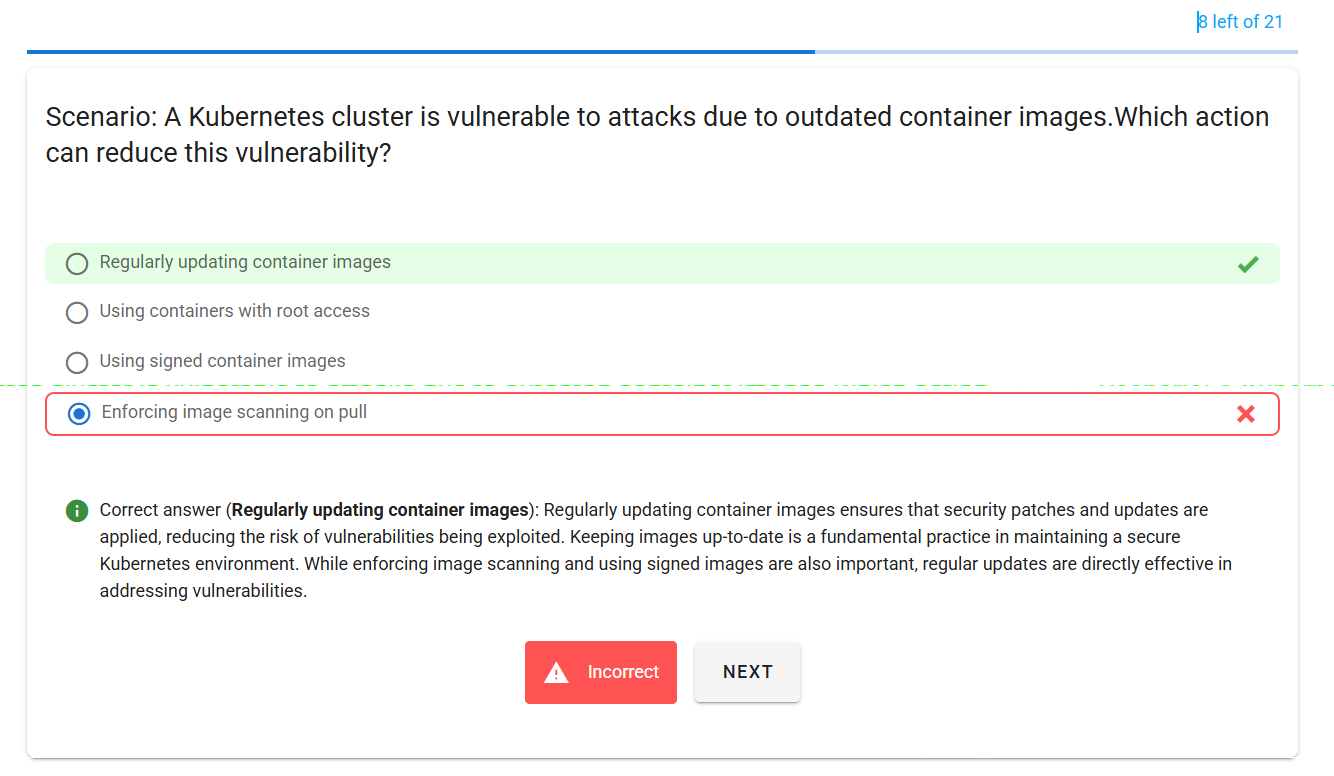 8 left of 21
Scenario: A Kubernetes cluster is vulnerable to attacks due to outdated container images.Which action
can reduce this vulnerability?
Regularly updating container images
Using containers with root access
Using signed container images
Enforcing image scanning on pull
Correct answer (Regularly updating container images): Regularly updating container images ensures that security patches and updates are
applied, reducing the risk of vulnerabilities being exploited. Keeping images up-to-date is a fundamental practice in maintaining a secure
Kubernetes environment. While enforcing image scanning and using signed images are also important, regular updates are directly effective in
addressing vulnerabilities.
Incorrect
NEXT